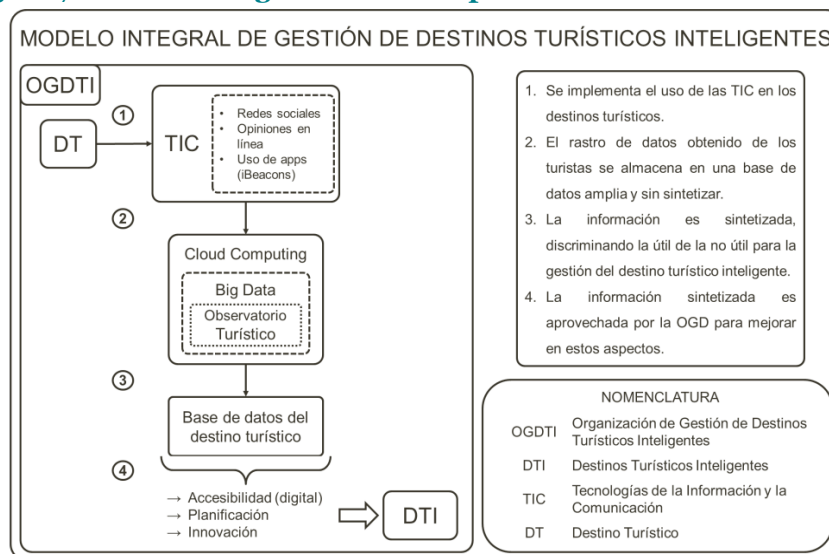 MODELO INTEGRAL DE GESTIÓN DE DESTINOS TURÍSTICOS INTELIGENTES
OGDTI
1
DT
TIC
• Redes sociales
• Opiniones en
línea
• Uso de apps
(iBeacons)
2
Cloud Computing
Big Data
Observatorio
Turístico
3
Base de datos del
destino turístico
4
→ Accesibilidad (digital)
→ Planificación
→ Innovación
DTI
1. Se implementa el uso de las TIC en los
destinos turísticos.
2. El rastro de datos obtenido de los
turistas se almacena en una base de
datos amplia y sin sintetizar.
3. La información es sintetizada,
discriminando la útil de la no útil para la
gestión del destino turístico inteligente.
4. La información sintetizada es
aprovechada por la OGD para mejorar
en estos aspectos.
NOMENCLATURA
OGDTI Organización de Gestión de Destinos
Turísticos Inteligentes
DTI Destinos Turísticos Inteligentes
TIC Tecnologías de la Información y la
Comunicación
DT Destino Turístico